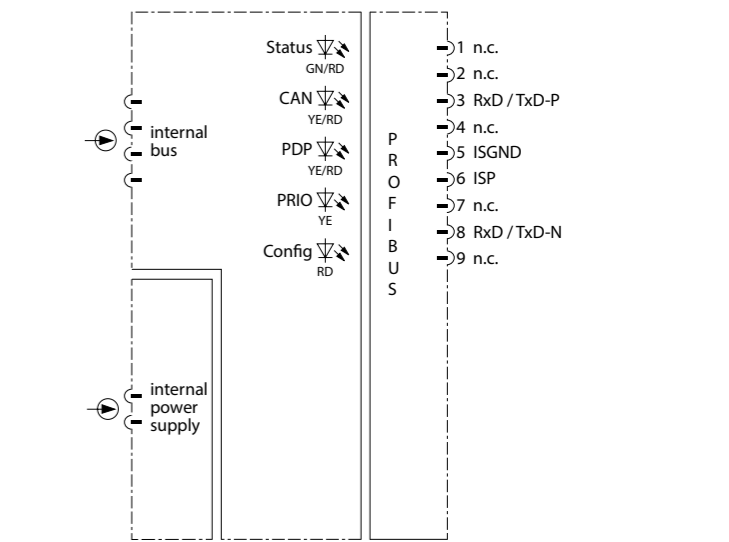 Status
GN/RD
CAN
YE/RD
PDP
YE/RD
PRIO
YE
Config
RD
internal
bus
internal
power
supply
P
R
O
F
I
B
U
S
1 n.c.
2 n.c.
3 RxD / TxD-P
4 n.c.
5 ISGND
6 ISP
7 n.c.
8 RxD / TxD-N
9 n.c.